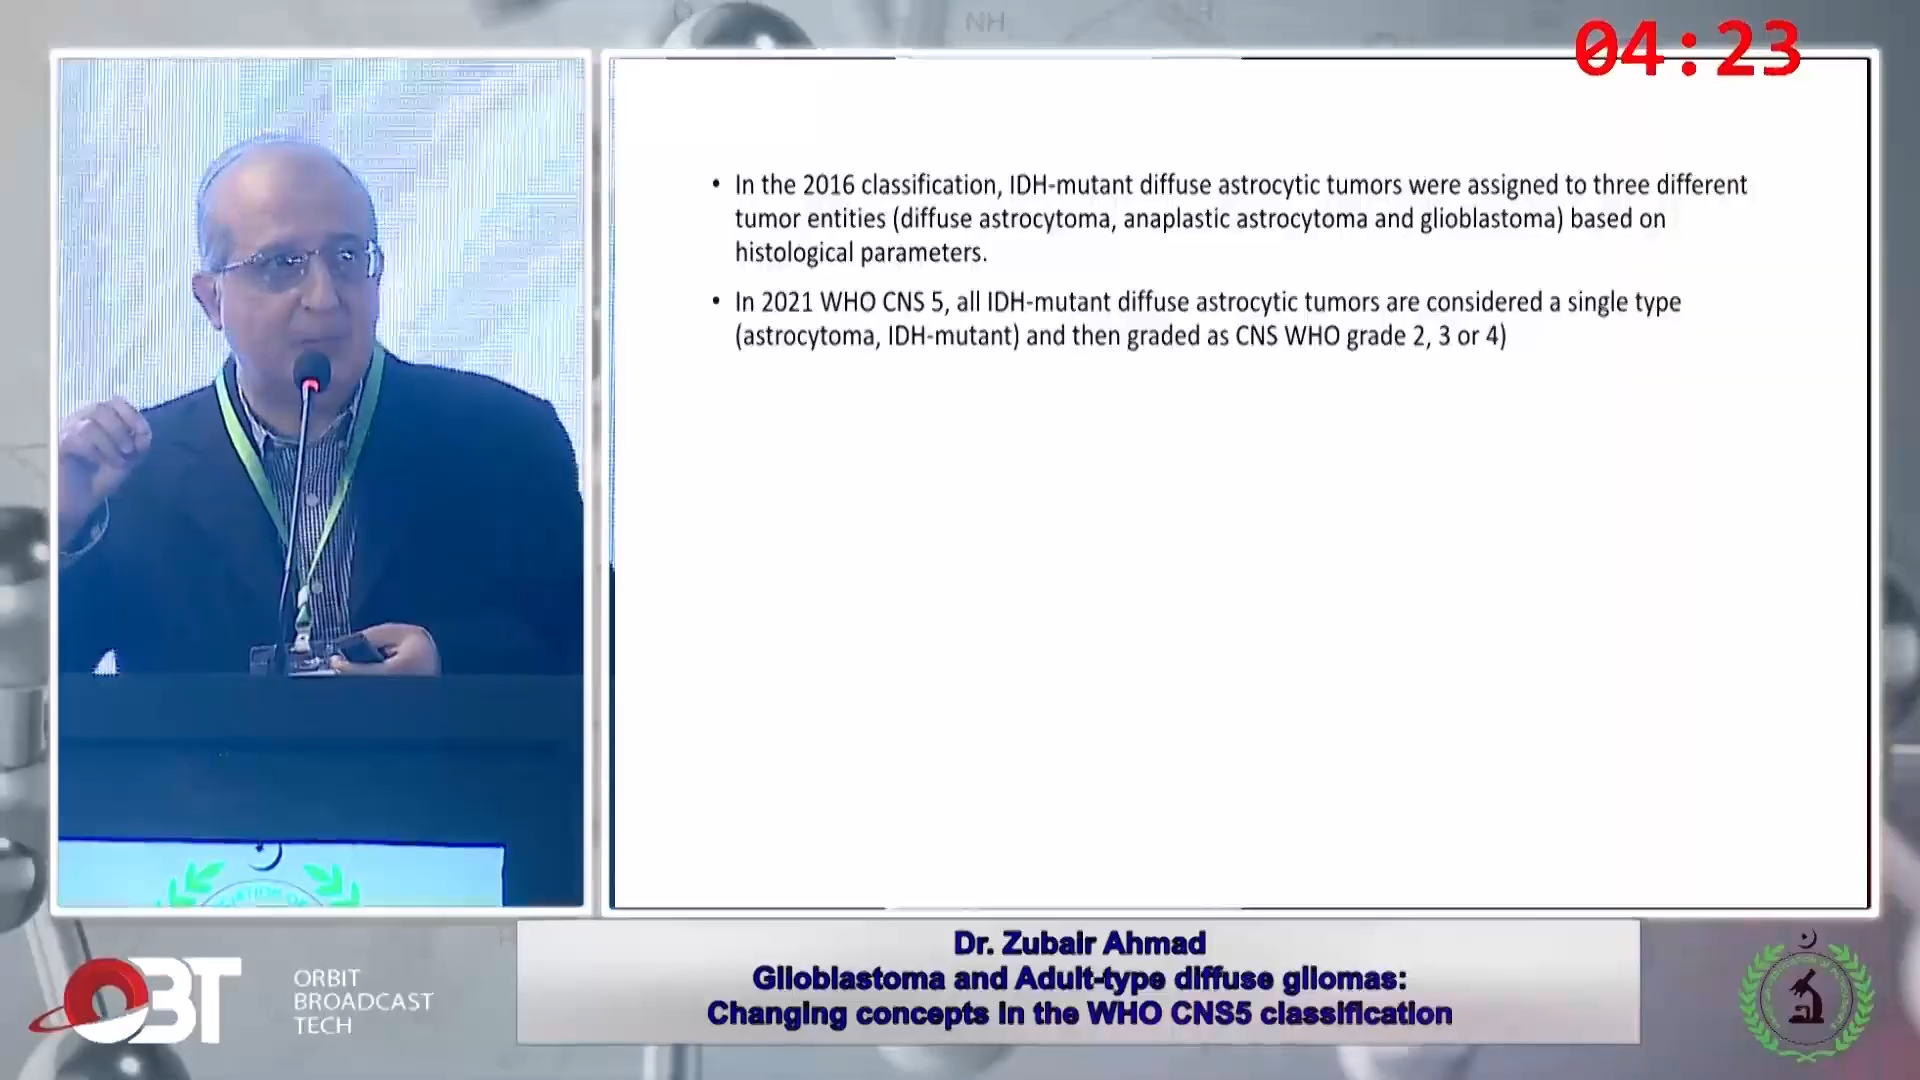 NH
04:23
• In the 2016 classification, IDH-mutant diffuse astrocytic tumors were assigned to three different
tumor entities (diffuse astrocytoma, anaplastic astrocytoma and glioblastoma) based on
histological parameters.
• In 2021 WHO CNS 5, all IDH-mutant diffuse astrocytic tumors are considered a single type
(astrocytoma, IDH-mutant) and then graded as CNS WHO grade 2, 3 or 4)
Dr. Zubair Ahmad
Glioblastoma and Adult-type diffuse gliomas:
Changing concepts in the WHO CNS5 classification
OBT
ORBIT
BROADCAST
TECH